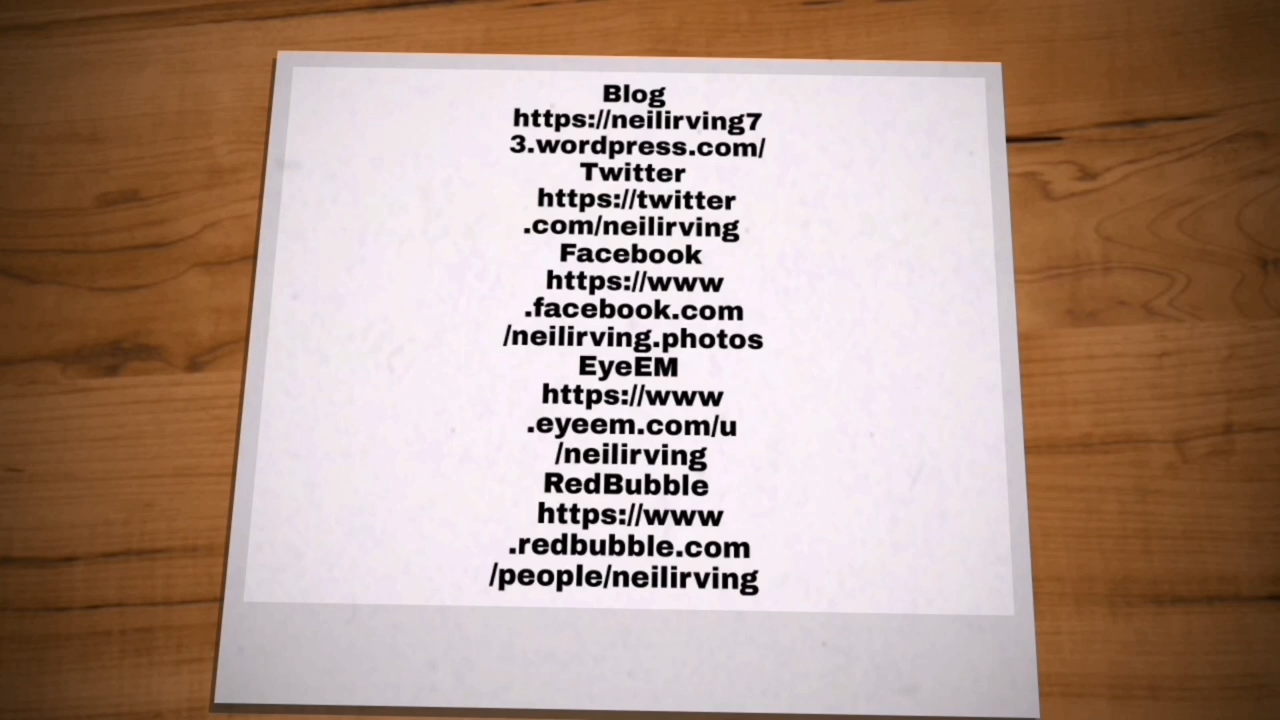 Blog
https://neilirving7
3.wordpress.com/
Twitter
https://twitter
.com/neilirving
Facebook
https://www
.facebook.com
/neilirving.photos
EyeEM
https://www
.eyeem.com/u
/neilirving
RedBubble
https://www
.redbubble.com
/people/neilirving